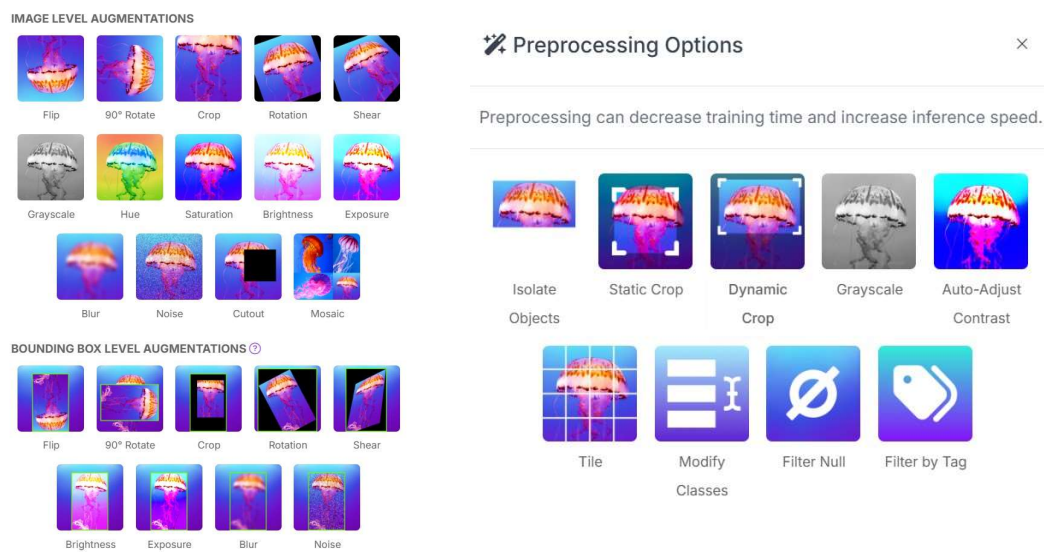 IMAGE LEVEL AUGMENTATIONS
Flip
90° Rotate
Crop
Rotation
Shear
Grayscale
Hue
Saturation
Brightness
Exposure
Blur
Noise
Cutout
Mosaic
BOUNDING BOX LEVEL AUGMENTATIONS ?
Flip
90° Rotate
Crop
Rotation
Shear
Brightness
Exposure
Blur
Noise
Preprocessing Options
Preprocessing can decrease training time and increase inference speed.
Isolate
Objects
Static Crop
Dynamic
Crop
Grayscale
Auto-Adjust
Contrast
Tile
Modify
Classes
Filter Null
Filter by Tag